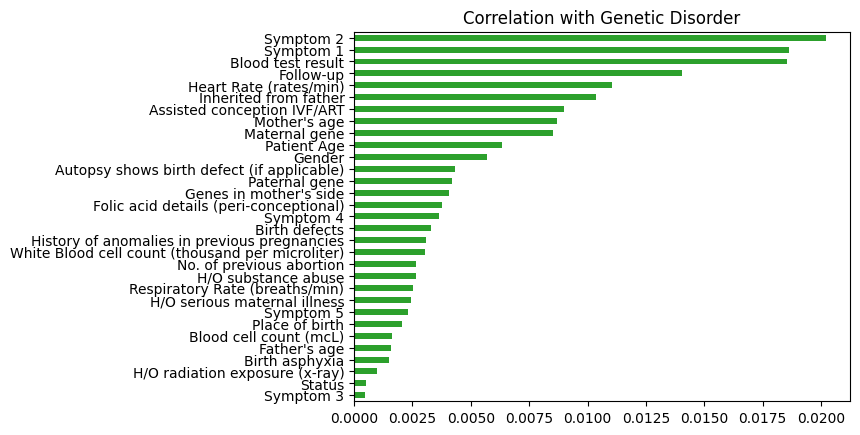 Correlation with Genetic Disorder
Symptom 2
Symptom 1
Blood test result
Follow-up
Heart Rate (rates/min)
Inherited from father
Assisted conception IVF/ART
Mother's age
Maternal gene
Patient Age
Gender
Autopsy shows birth defect (if applicable)
Paternal gene
Genes in mother's side
Folic acid details (peri-conceptional)
Symptom 4
Birth defects
History of anomalies in previous pregnancies
White Blood cell count (thousand per microliter)
No. of previous abortion
H/O substance abuse
Respiratory Rate (breaths/min)
H/O serious maternal illness
Symptom 5
Place of birth
Blood cell count (mcL)
Father's age
Birth asphyxia
H/O radiation exposure (x-ray)
Status
Symptom 3
0.0000 0.0025 0.0050 0.0075 0.0100 0.0125 0.0150 0.0175 0.0200